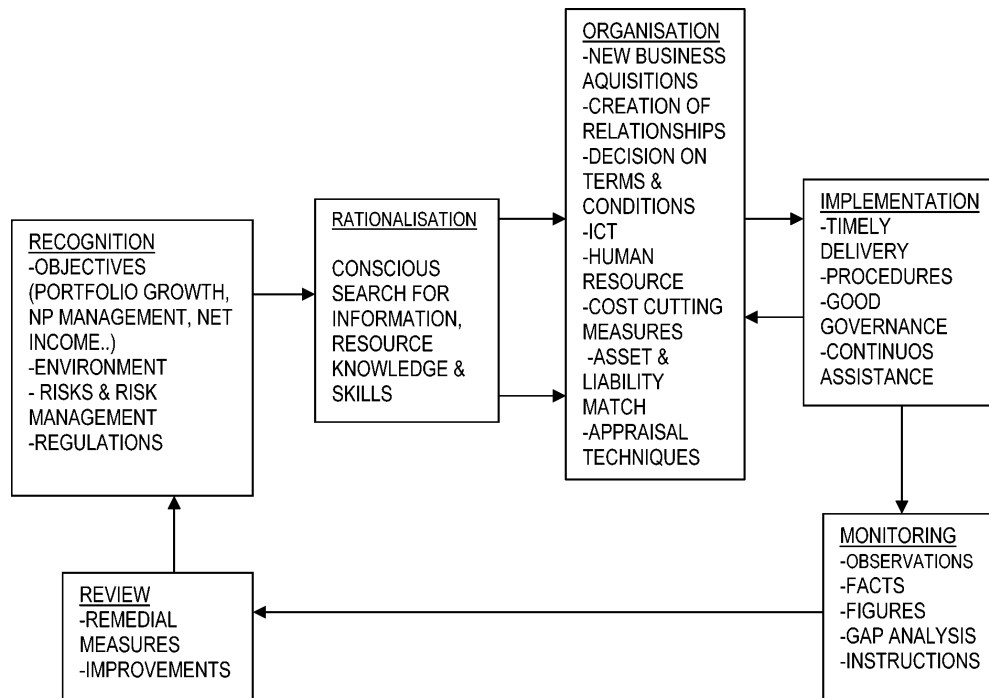 RECOGNITION
-OBJECTIVES
(PORTFOLIO GROWTH,
NP MANAGEMENT, NET
INCOME..)
-ENVIRONMENT
- RISKS & RISK
MANAGEMENT
-REGULATIONS
RATIONALISATION
CONSCIOUS
SEARCH FOR
INFORMATION,
RESOURCE
KNOWLEDGE &
SKILLS
ORGANISATION
-NEW BUSINESS
AQUISITIONS
-CREATION OF
RELATIONSHIPS
-DECISION ON
TERMS &
CONDITIONS
-ICT
-HUMAN
RESOURCE
-COST CUTTING
MEASURES
-ASSET &
LIABILITY
MATCH
-APPRAISAL
TECHNIQUES
IMPLEMENTATION
-TIMELY
DELIVERY
-PROCEDURES
-GOOD
GOVERNANCE
-CONTINUOS
ASSISTANCE
MONITORING
-OBSERVATIONS
-FACTS
-FIGURES
-GAP ANALYSIS
-INSTRUCTIONS
REVIEW
-REMEDIAL
MEASURES
-IMPROVEMENTS